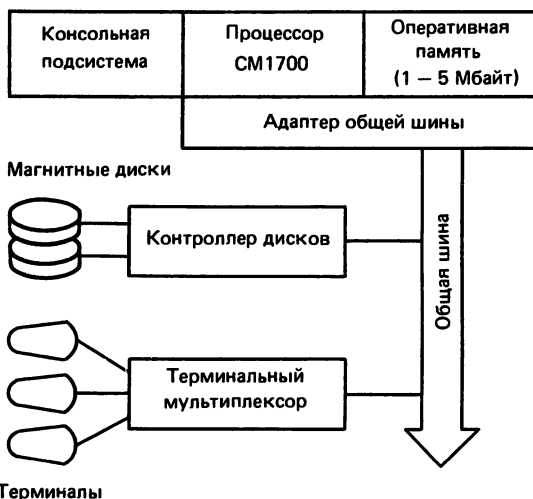 Консольная
подсистема
Процессор
СМ1700
Оперативная
память
(1 — 5 Мбайт)
Адаптер общей шины
Магнитные диски
Контроллер дисков
Общая шина
Терминальный
мультиплексор
Терминалы